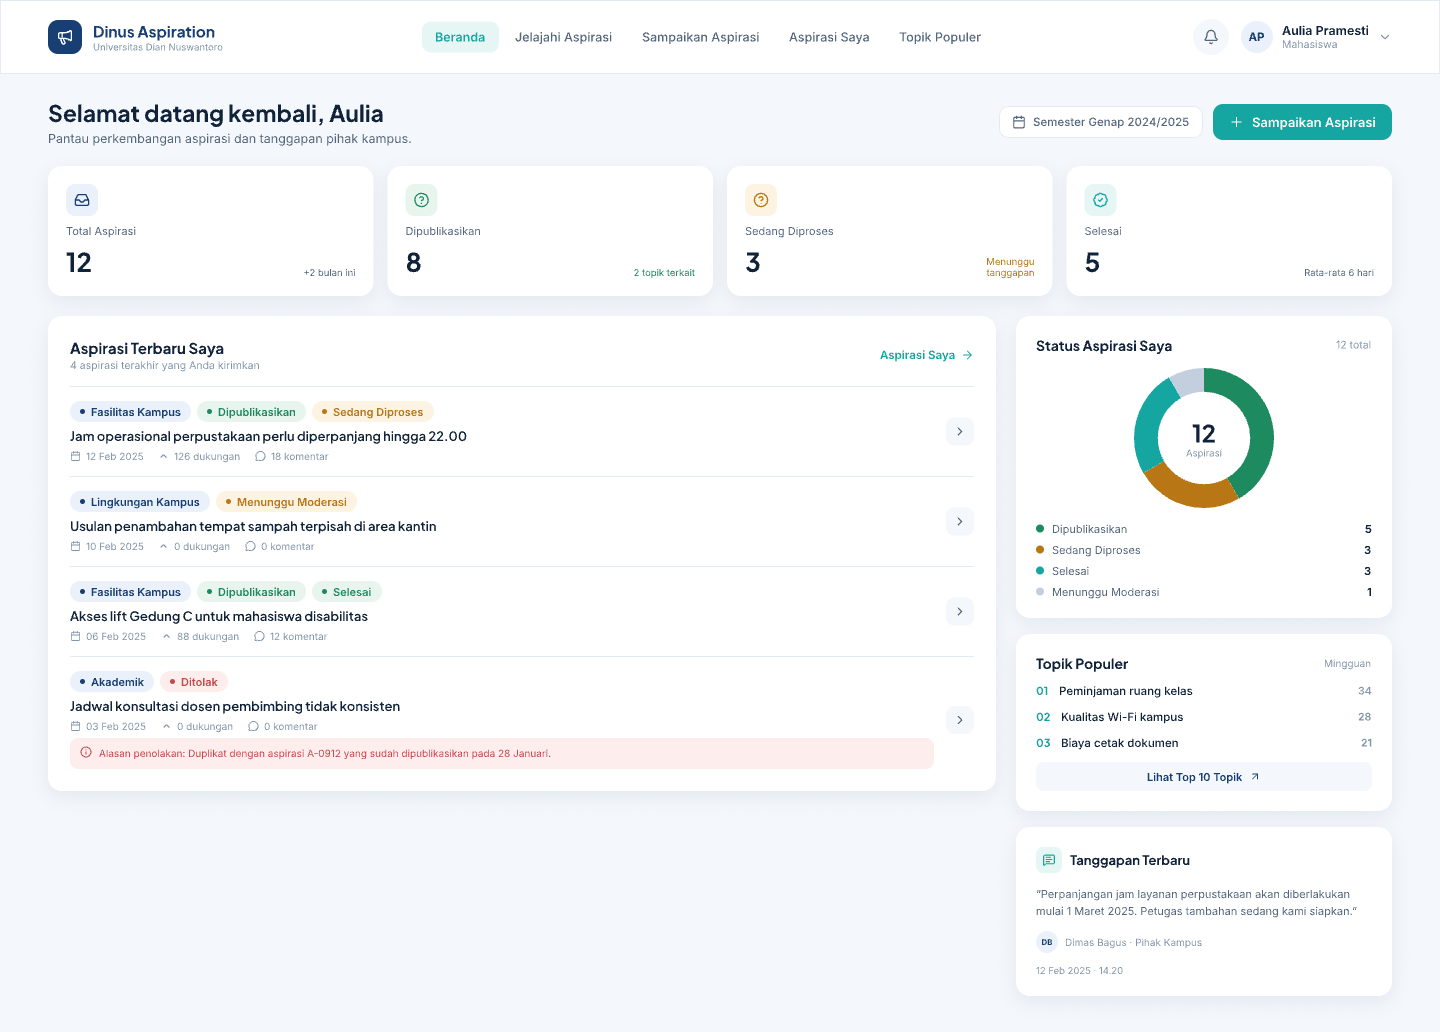 Dinus Aspiration
Universitas Dian Nuswantoro
Beranda
Jelajahi Aspirasi
Sampaikan Aspirasi
Aspirasi Saya
Topik Populer
AP
Aulia Pramesti
Mahasiswa
Selamat datang kembali, Aulia
Pantau perkembangan aspirasi dan tanggapan pihak kampus.
Semester Genap 2024/2025
Sampaikan Aspirasi
Total Aspirasi
12
+2 bulan ini
Dipublikasikan
8
2 topik terkait
Sedang Diproses
3
Menunggu
tanggapan
Selesai
5
Rata-rata 6 hari
Aspirasi Terbaru Saya
4 aspirasi terakhir yang Anda kirimkan
Aspirasi Saya
Fasilitas Kampus
Dipublikasikan
Sedang Diproses
Jam operasional perpustakaan perlu diperpanjang hingga 22.00
12 Feb 2025
126 dukungan
18 komentar
Lingkungan Kampus
Menunggu Moderasi
Usulan penambahan tempat sampah terpisah di area kantin
10 Feb 2025
0 dukungan
0 komentar
Fasilitas Kampus
Dipublikasikan
Selesai
Akses lift Gedung C untuk mahasiswa disabilitas
06 Feb 2025
88 dukungan
12 komentar
Akademik
Ditolak
Jadwal konsultasi dosen pembimbing tidak konsisten
03 Feb 2025
0 dukungan
0 komentar
Alasan penolakan: Duplikat dengan aspirasi A-0912 yang sudah dipublikasikan pada 28 Januari.
Status Aspirasi Saya
12 total
12
Aspirasi
Dipublikasikan 5
Sedang Diproses 3
Selesai 3
Menunggu Moderasi 1
Topik Populer
Mingguan
01 Peminjaman ruang kelas 34
02 Kualitas Wi-Fi kampus 28
03 Biaya cetak dokumen 21
Lihat Top 10 Topik
Tanggapan Terbaru
“Perpanjangan jam layanan perpustakaan akan diberlakukan
mulai 1 Maret 2025. Petugas tambahan sedang kami siapkan.”
DB
Dimas Bagus · Pihak Kampus
12 Feb 2025 · 14.20